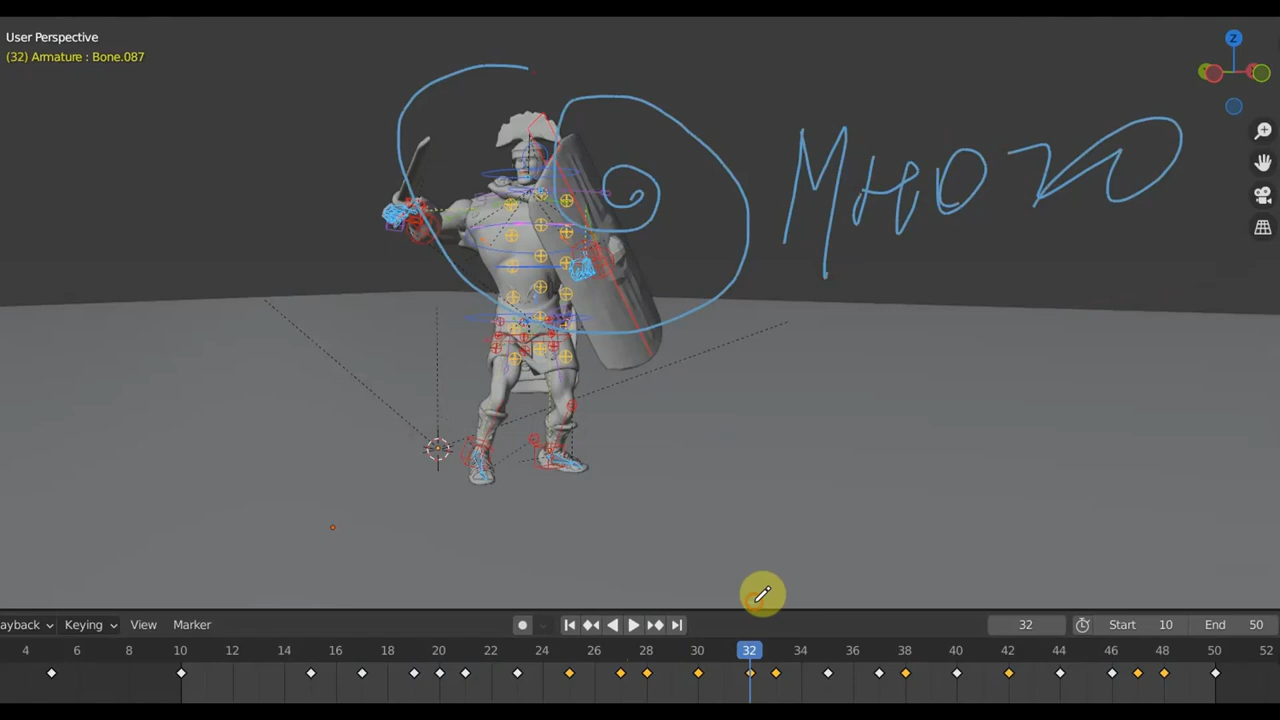 User Perspective
(32) Armature : Bone.087
Z
Много
ayback Keying View Marker 32 Start 10 End 50
4 6 8 10 12 14 16 18 20 22 24 26 28 30 32 34 36 38 40 42 44 46 48 50 52